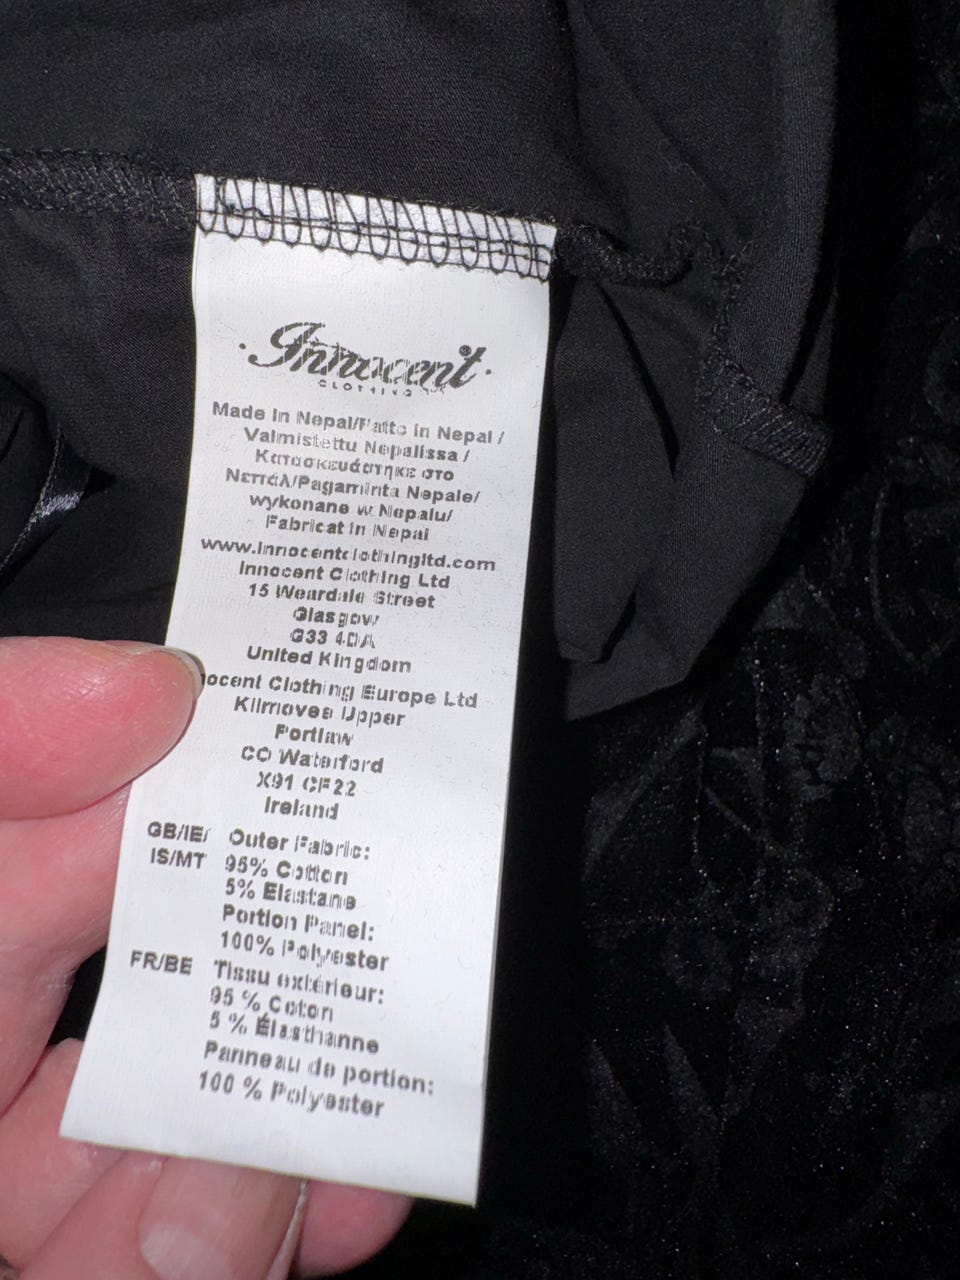 Innocent®
CLOTHING
Made In Nepal/Fatto in Nepal /
Valmistettu Nepalissa /
Κατασκευάστηκε στο
Νεπάλ/Pagaminta Nepale/
wykonane w Nepalu/
Fabricat în Nepal
www.innocentclothingltd.com
Innocent Clothing Ltd
15 Weardale Street
Glasgow
G33 4DA
United Kingdom
ocent Clothing Europe Ltd
Kilmovee Upper
Portlaw
CO Waterford
X91 CF22
Ireland
GB/IE/ Outer Fabric:
IS/MT 95% Cotton
5% Elastane
Portion Panel:
100% Polyester
FR/BE Tissu extérieur:
95 % Coton
5 % Élasthanne
Panneau de portion:
100 % Polyester